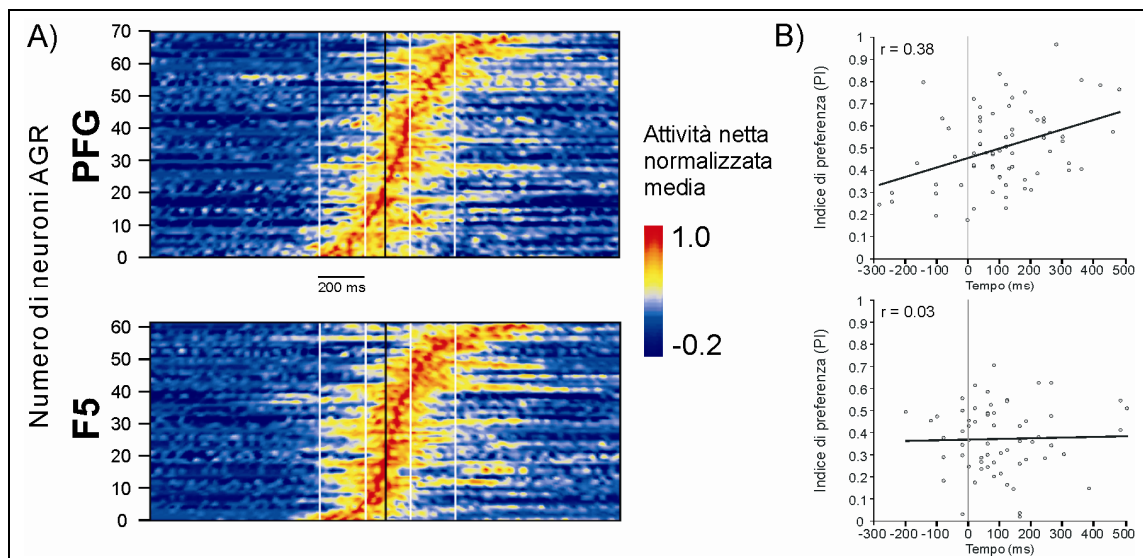 A)
Numero di neuroni AGR
PFG
70
60
50
40
30
20
10
0
200 ms
F5
60
50
40
30
20
10
0
Attività netta
normalizzata
media
1.0
-0.2
B)
r = 0.38
Indice di preferenza (PI)
1
0.9
0.8
0.7
0.6
0.5
0.4
0.3
0.2
0.1
0
-300 -200 -100 0 100 200 300 400 500
Tempo (ms)
r = 0.03
Indice di preferenza (PI)
1
0.9
0.8
0.7
0.6
0.5
0.4
0.3
0.2
0.1
0
-300 -200 -100 0 100 200 300 400 500
Tempo (ms)